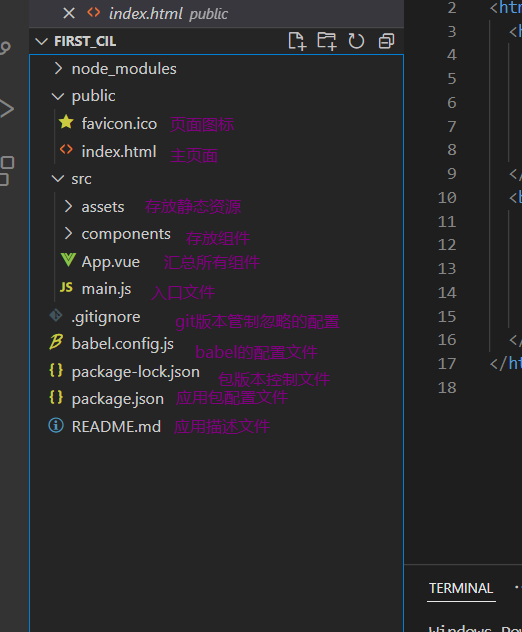 index.html public
FIRST_CIL
node_modules
public
favicon.ico 页面图标
index.html 主页面
src
assets 存放静态资源
components 存放组件
App.vue 汇总所有组件
JS main.js 入口文件
.gitignore git版本管制忽略的配置
babel.config.js babel的配置文件
package-lock.json 包版本控制文件
package.json 应用包配置文件
README.md 应用描述文件
2 <htm
3 <h
4
5
6
7
8
9 </
10 <b
11
12
13
14
15
16 </
17 </ht
18
TERMINAL
Windows Pow